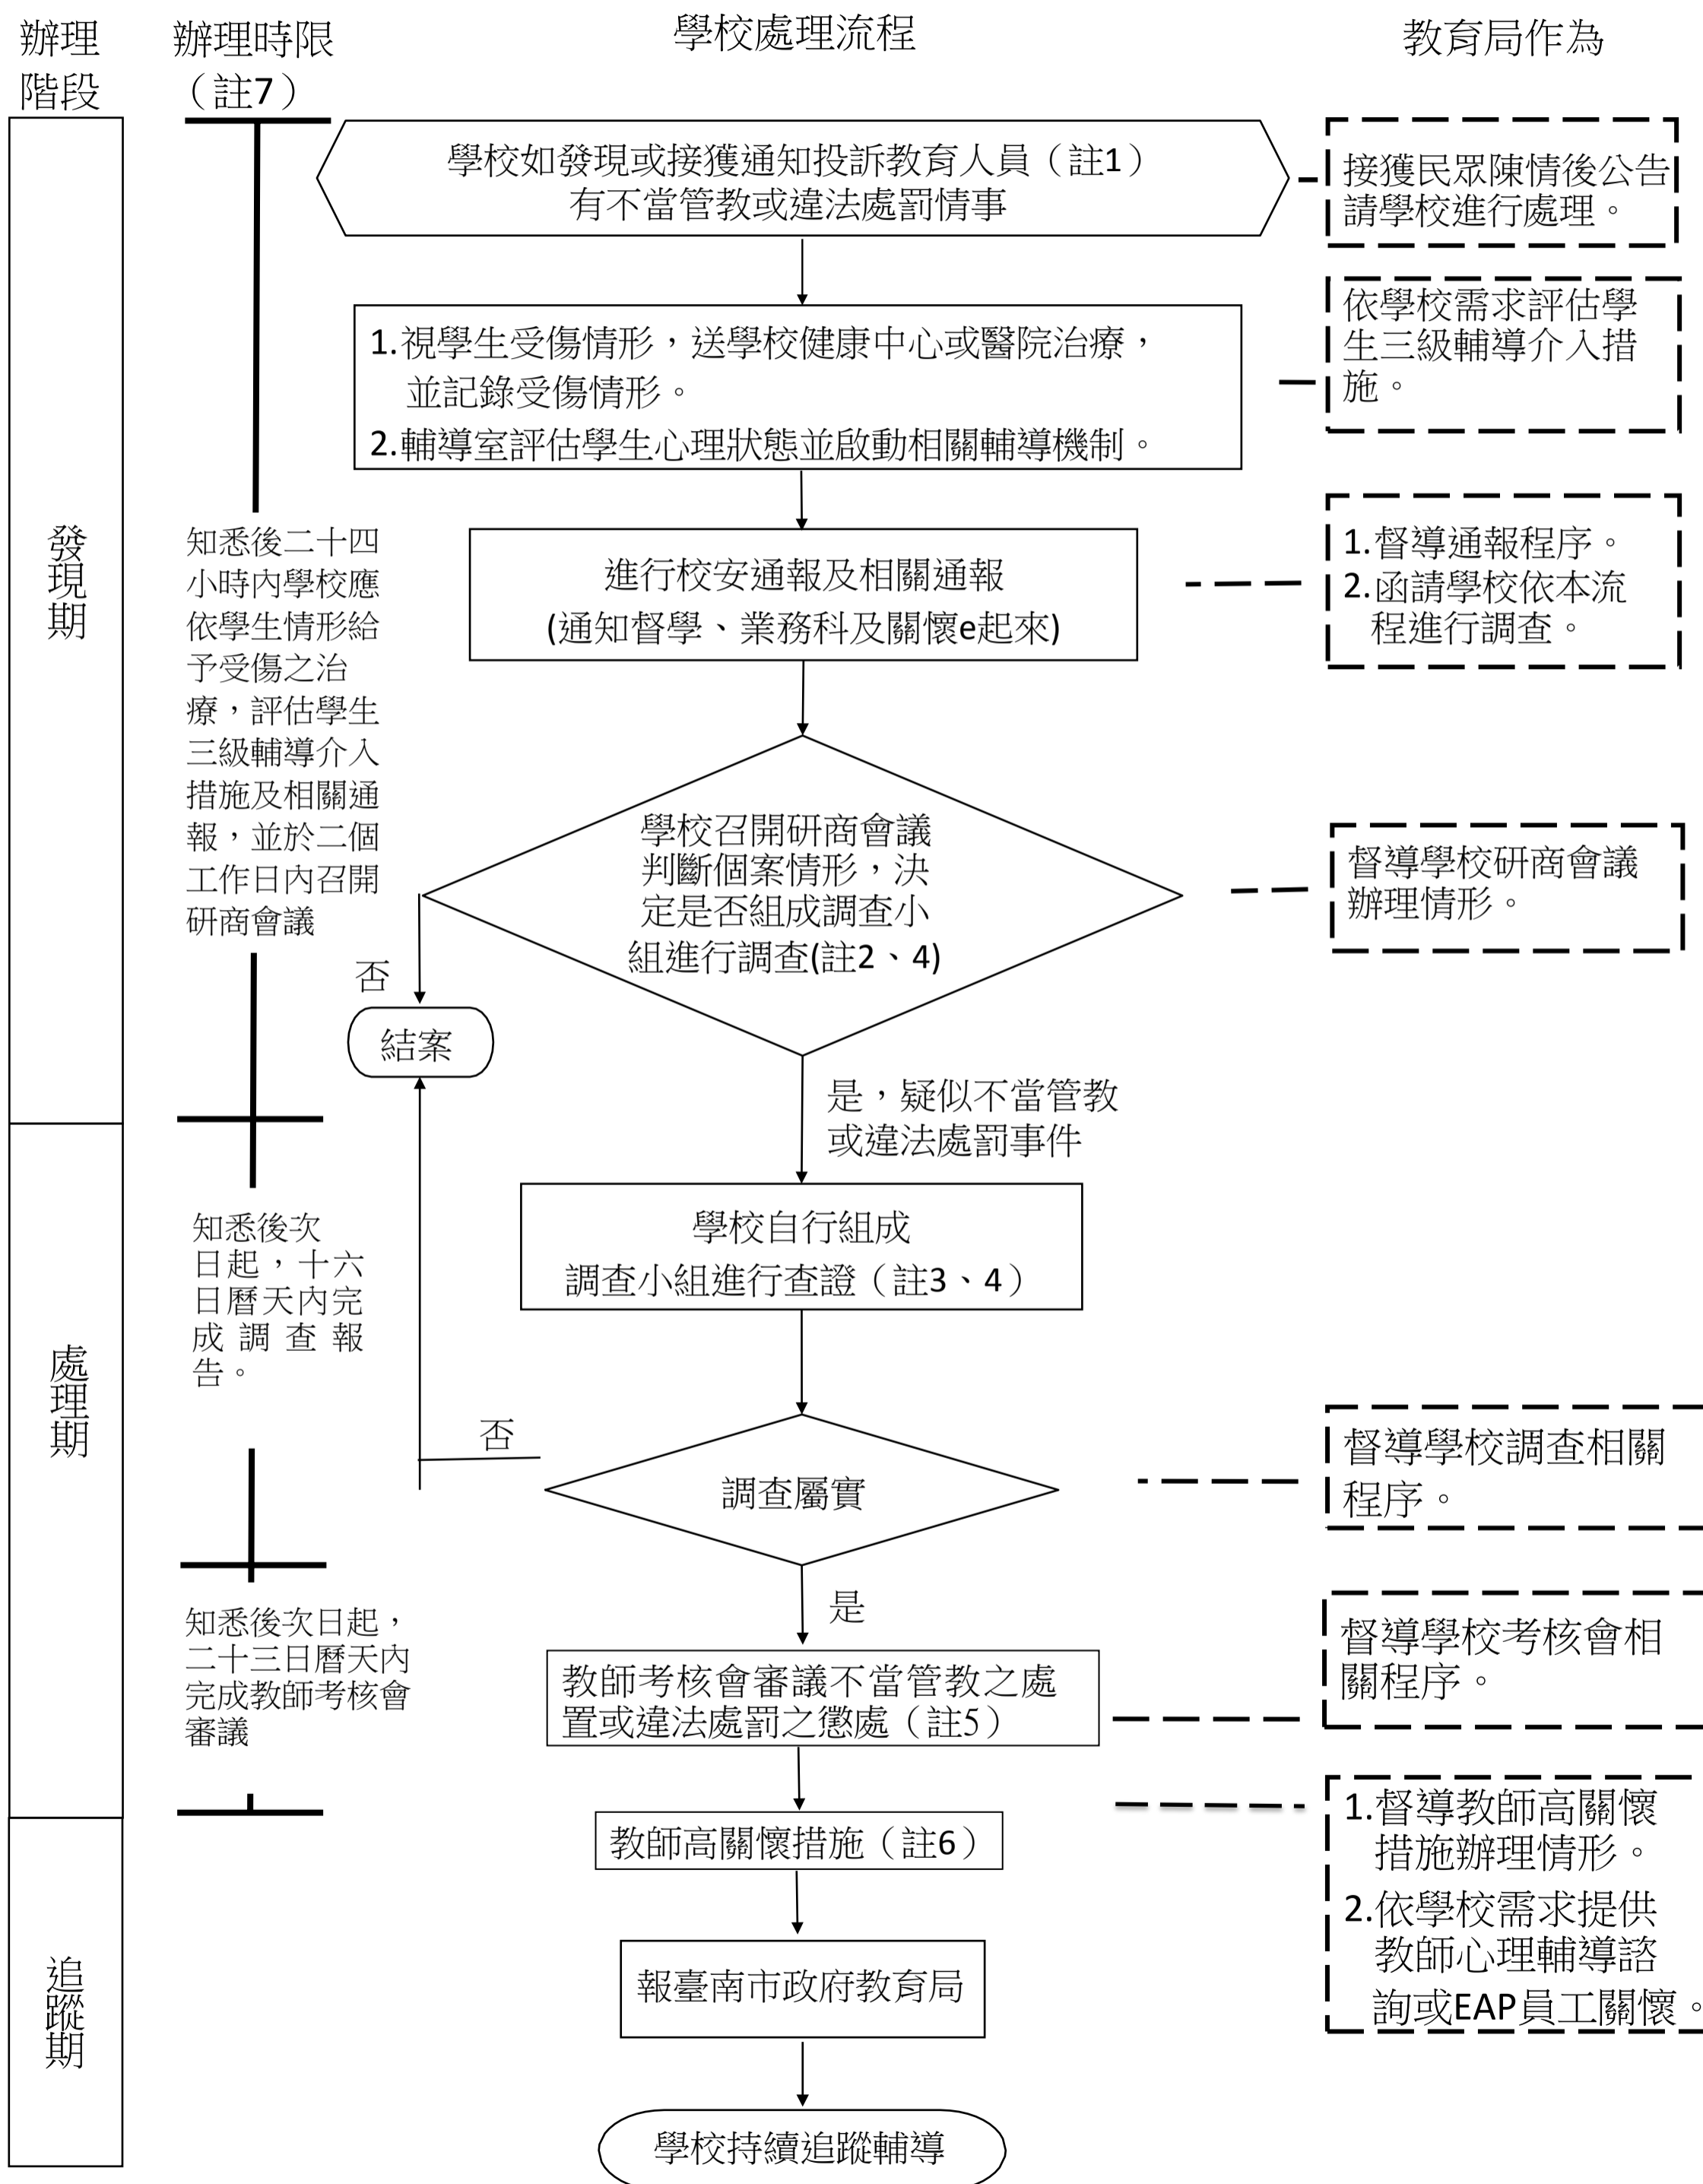 辦理
階段
辦理時限
（註7）
學校處理流程
教育局作為
發現期
處理期
追蹤期
學校如發現或接獲通知投訴教育人員（註1）
有不當管教或違法處罰情事
接獲民眾陳情後公告
請學校進行處理。
1.視學生受傷情形，送學校健康中心或醫院治療，
並記錄受傷情形。
2.輔導室評估學生心理狀態並啟動相關輔導機制。
依學校需求評估學
生三級輔導介入措
施。
知悉後二十四
小時內學校應
依學生情形給
予受傷之治
療，評估學生
三級輔導介入
措施及相關通
報，並於二個
工作日內召開
研商會議
進行校安通報及相關通報
(通知督學、業務科及關懷e起來)
1.督導通報程序。
2.函請學校依本流
程進行調查。
學校召開研商會議
判斷個案情形，決
定是否組成調查小
組進行調查(註2、4)
督導學校研商會議
辦理情形。
否
結案
是，疑似不當管教
或違法處罰事件
知悉後次
日起，十六
日曆天內完
成調查報
告。
學校自行組成
調查小組進行查證（註3、4）
否
調查屬實
督導學校調查相關
程序。
是
知悉後次日起，
二十三日曆天內
完成教師考核會
審議
教師考核會審議不當管教之處
置或違法處罰之懲處（註5）
督導學校考核會相
關程序。
教師高關懷措施（註6）
1.督導教師高關懷
措施辦理情形。
2.依學校需求提供
教師心理輔導諮
詢或EAP員工關懷。
報臺南市政府教育局
學校持續追蹤輔導